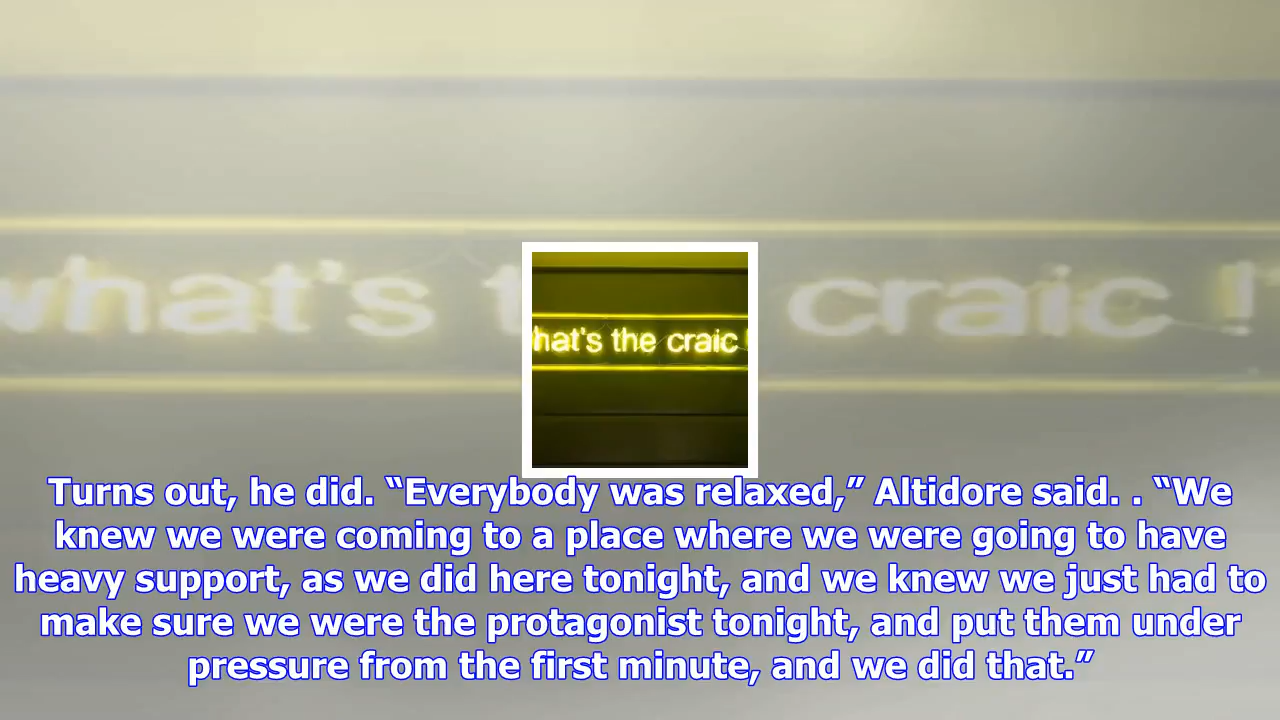 what's t craic !
hat's the craic
Turns out, he did. “Everybody was relaxed,” Altidore said. . “We
knew we were coming to a place where we were going to have
heavy support, as we did here tonight, and we knew we just had to
make sure we were the protagonist tonight, and put them under
pressure from the first minute, and we did that.”